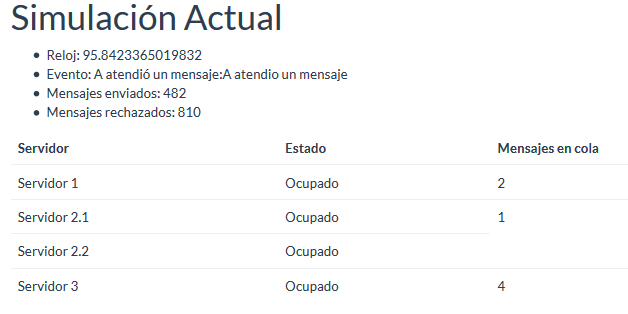 Simulación Actual
Reloj: 95.8423365019832
Evento: A atendió un mensaje:A atendio un mensaje
Mensajes enviados: 482
Mensajes rechazados: 810
Servidor Estado Mensajes en cola
Servidor 1 Ocupado 2
Servidor 2.1 Ocupado 1
Servidor 2.2 Ocupado
Servidor 3 Ocupado 4